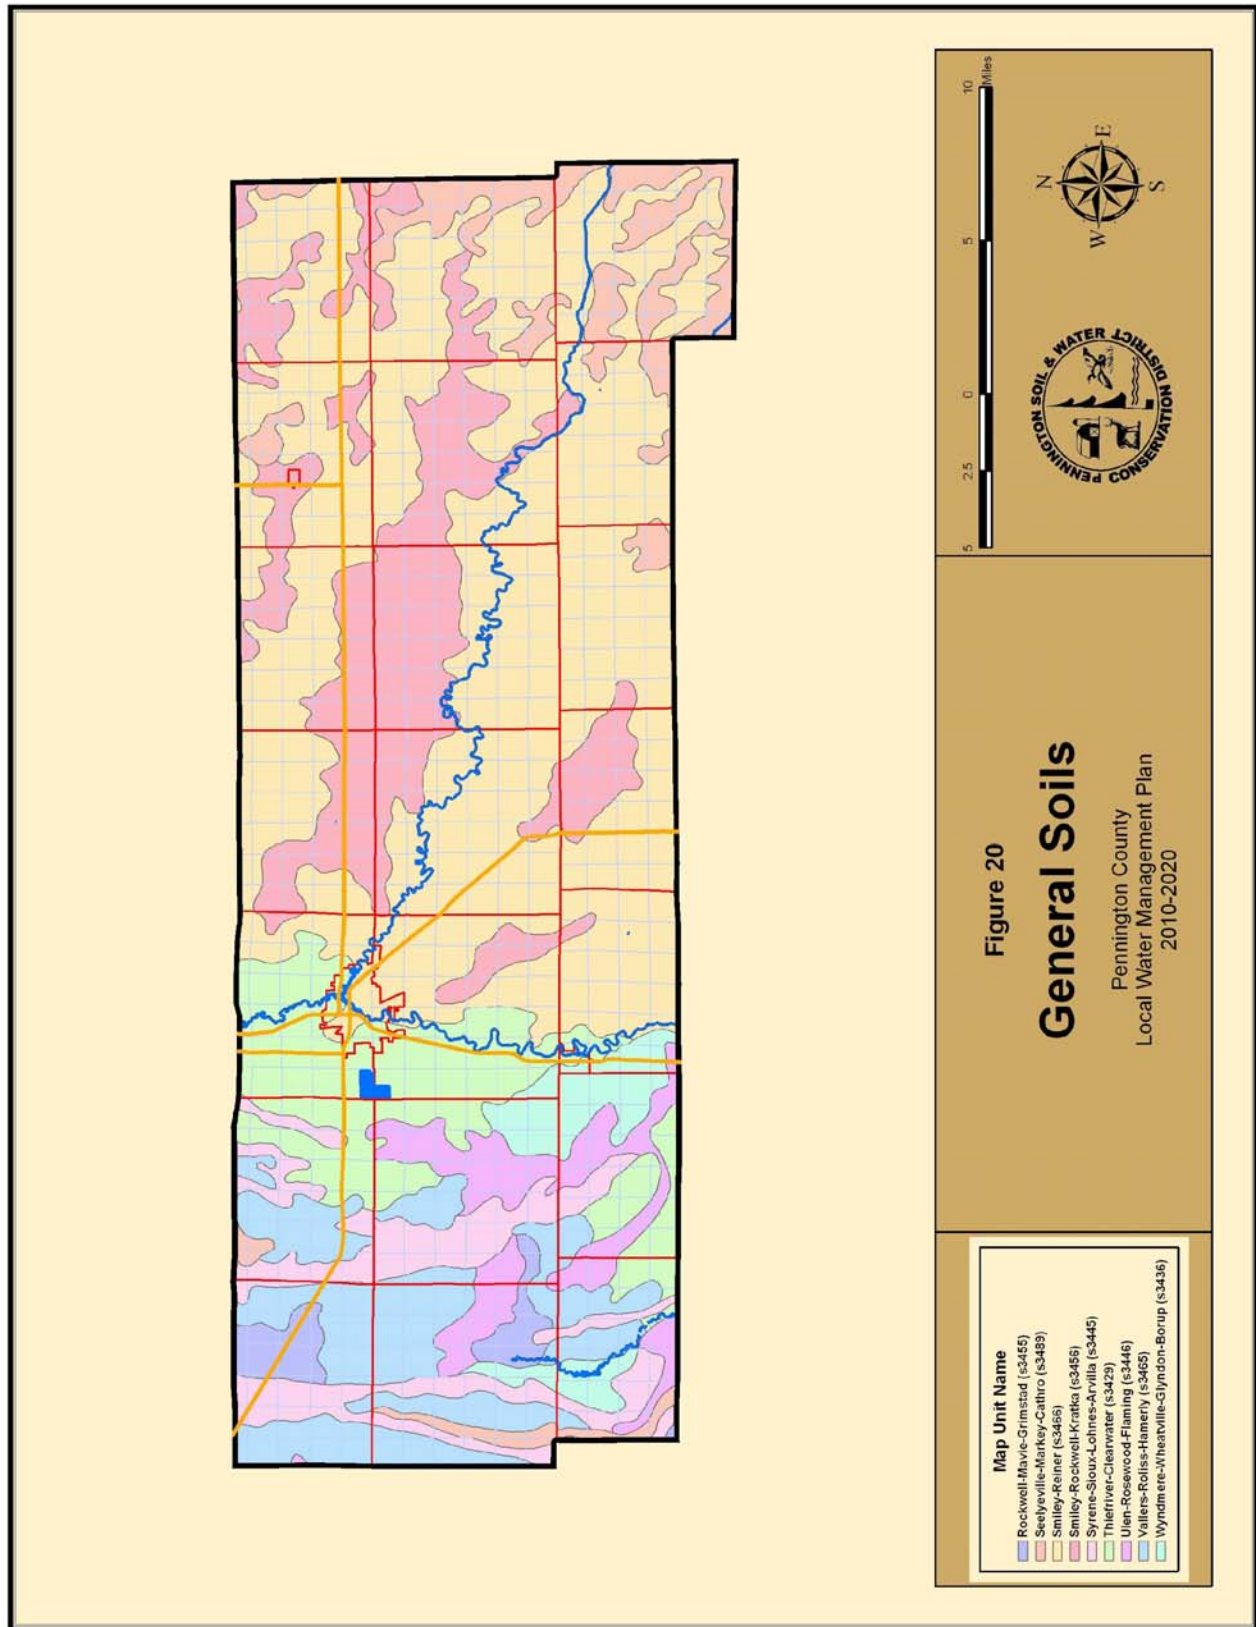 Figure 20
General Soils
Pennington County
Local Water Management Plan
2010-2020
Map Unit Name
Rockwell-Mavie-Grimstad (s3455)
Seelyeville-Markey-Cathro (s3489)
Smiley-Reiner (s3466)
Smiley-Rockwell-Kratka (s3456)
Syrene-Sioux-Lohnes-Arvilla (s3445)
Thiefriver-Clearwater (s3429)
Ulen-Rosewood-Flaming (s3446)
Vallers-Roliss-Hamerly (s3465)
Wyndmere-Wheatville-Glyndon-Borup (s3436)
5 2.5 0 5 10
Miles
N
W E
S
PENNINGTON SOIL & WATER
CONSERVATION DISTRICT